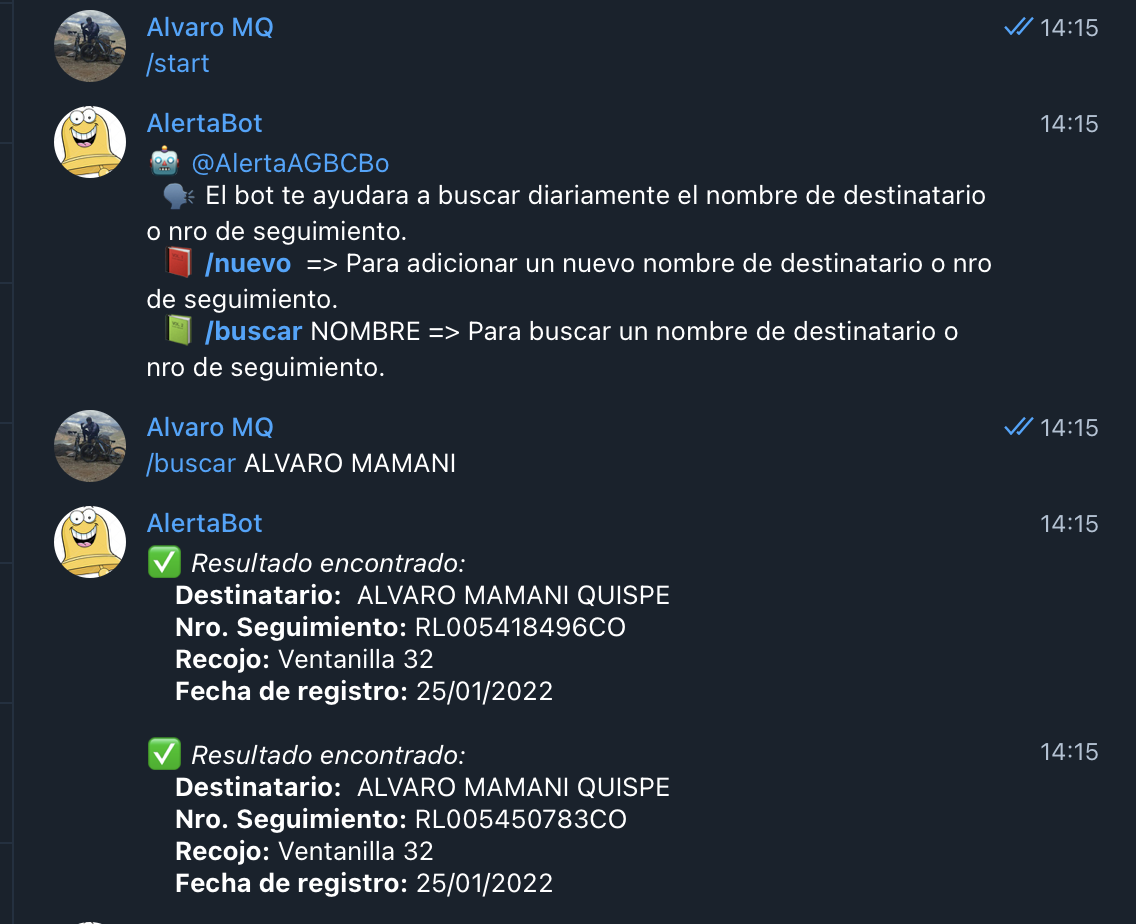 Alvaro MQ 14:15
/start
AlertaBot 14:15
@AlertaAGBCBo
El bot te ayudara a buscar diariamente el nombre de destinatario
o nro de seguimiento.
/nuevo => Para adicionar un nuevo nombre de destinatario o nro
de seguimiento.
/buscar NOMBRE => Para buscar un nombre de destinatario o
nro de seguimiento.
Alvaro MQ 14:15
/buscar ALVARO MAMANI
AlertaBot 14:15
Resultado encontrado:
Destinatario: ALVARO MAMANI QUISPE
Nro. Seguimiento: RL005418496CO
Recojo: Ventanilla 32
Fecha de registro: 25/01/2022
Resultado encontrado: 14:15
Destinatario: ALVARO MAMANI QUISPE
Nro. Seguimiento: RL005450783CO
Recojo: Ventanilla 32
Fecha de registro: 25/01/2022